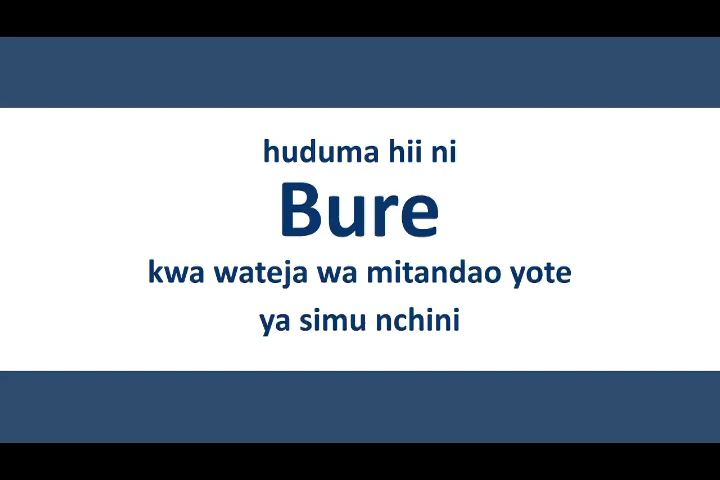 huduma hii ni
Bure
kwa wateja wa mitandao yote
ya simu nchini